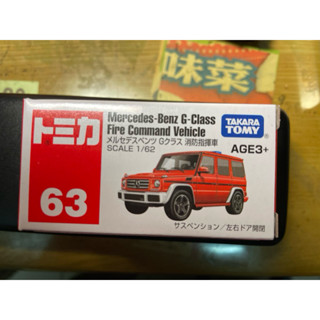 味菜
トミカ
63
Mercedes-Benz G-Class
Fire Command Vehicle
メルセデスベンツ Gクラス 消防指揮車
SCALE 1/62
TAKARA
TOMY
AGE3+
サスペンション／左右ドア開閉